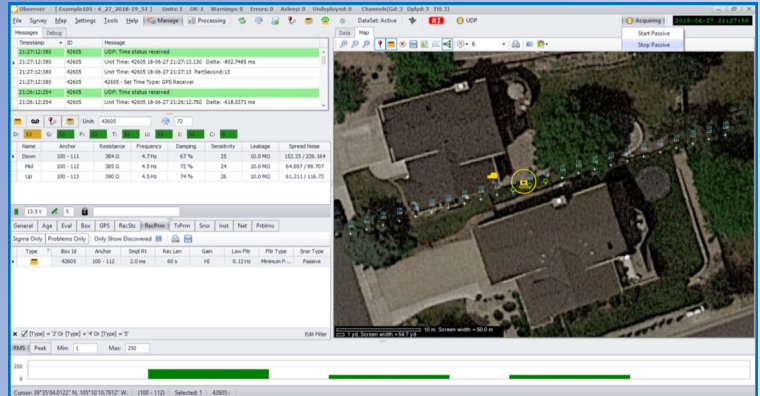 Observer [ Example101 - 6_27_2018-19_51 ] Units: 1 OK: 1 Warnings: 0 Errors: 0 Asleep: 0 Undeployed: 0 Channels(Gd: 3 Dplyd 3 Tlt: 3)
File Survey Map Settings Tools Help Manage Processing DataSet: Active AI UDP Acquiring 2018-06-27 21:27:50
Start Passive
Stop Passive
Messages Debug
Data Map
Timestamp ID Message
21:27:12:380 42605 UDP: Time status received
21:27:12:380 42605 Unit Time: 42605 18-06-27 21:27:13.130 Delta: -802.7485 ms
21:27:12:380 42605 Unit Time: 42605 18-06-27 21:27:13 PartSecond:13
21:27:12:380 42605 42605 - Set Time Type: GPS Receiver
21:26:12:254 42605 UDP: Time status received
21:26:12:254 42605 Unit Time: 42605 18-06-27 21:26:12.750 Delta: -618.0371 ms
6
Unit: 42605 72
D: G: P: T: U: I: C:
Name Anchor Resistance Frequency Damping Sensitivity Leakage Spread Noise
Down 100 - 111 384 Ω 4.7 Hz 67 % 25 10.0 MΩ 152.25 / 226.164
Mid 100 - 112 385 Ω 4.5 Hz 72 % 24 10.0 MΩ 64.697 / 99.707
Up 100 - 113 390 Ω 4.5 Hz 74 % 26 10.0 MΩ 61.211 / 116.73
13.5 V 5
General Age Eval Box GPS RecSts RecPrm TrPrm Snsr Inst Net Prblms
Sigma Only Problems Only Only Show Discovered
Type Box Id Anchor Smpl Rt Rec Len Gain Low Fltr Fltr Type Snsr Type
42605 100 - 112 2.0 ms 60 s HI 0.12 Hz Minimum P... Passive
[Type] = '3' Or [Type] = '4' Or [Type] = '5' Edit Filter
10 m, Screen width = 50.0 m
1 yd, Screen width = 54.7 yd
RMS Peak Min: 1 Max: 250
200
0
Cursor: 39°35'04.0122" N, 105°10'10.7912" W, (100 - 112) Selected: 1 42605 :